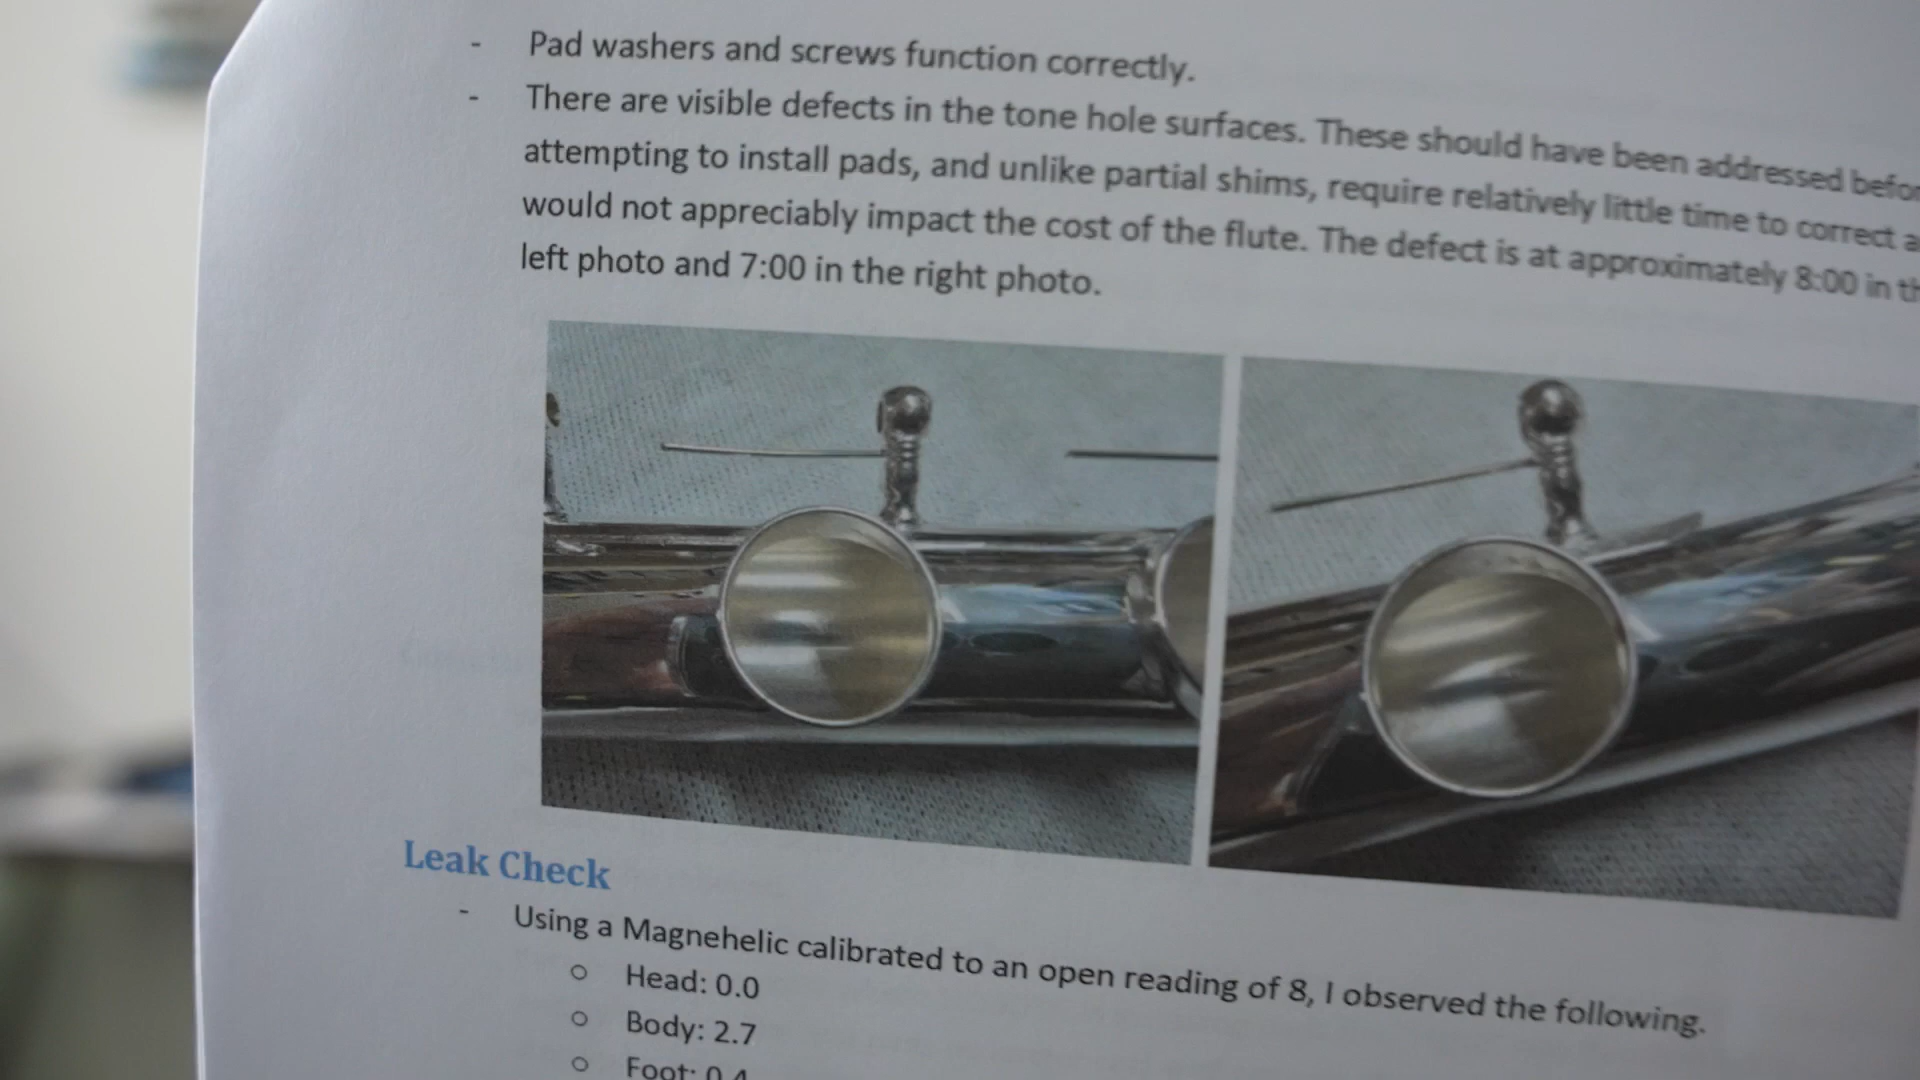 - Pad washers and screws function correctly.
- There are visible defects in the tone hole surfaces. These should have been addressed
attempting to install pads, and unlike partial shims, require relatively little time to correct
would not appreciably impact the cost of the flute. The defect is at approximately 8:00 in
left photo and 7:00 in the right photo.
Leak Check
- Using a Magnehelic calibrated to an open reading of 8, I observed the following.
o Head: 0.0
o Body: 2.7
o Foot: 0.4